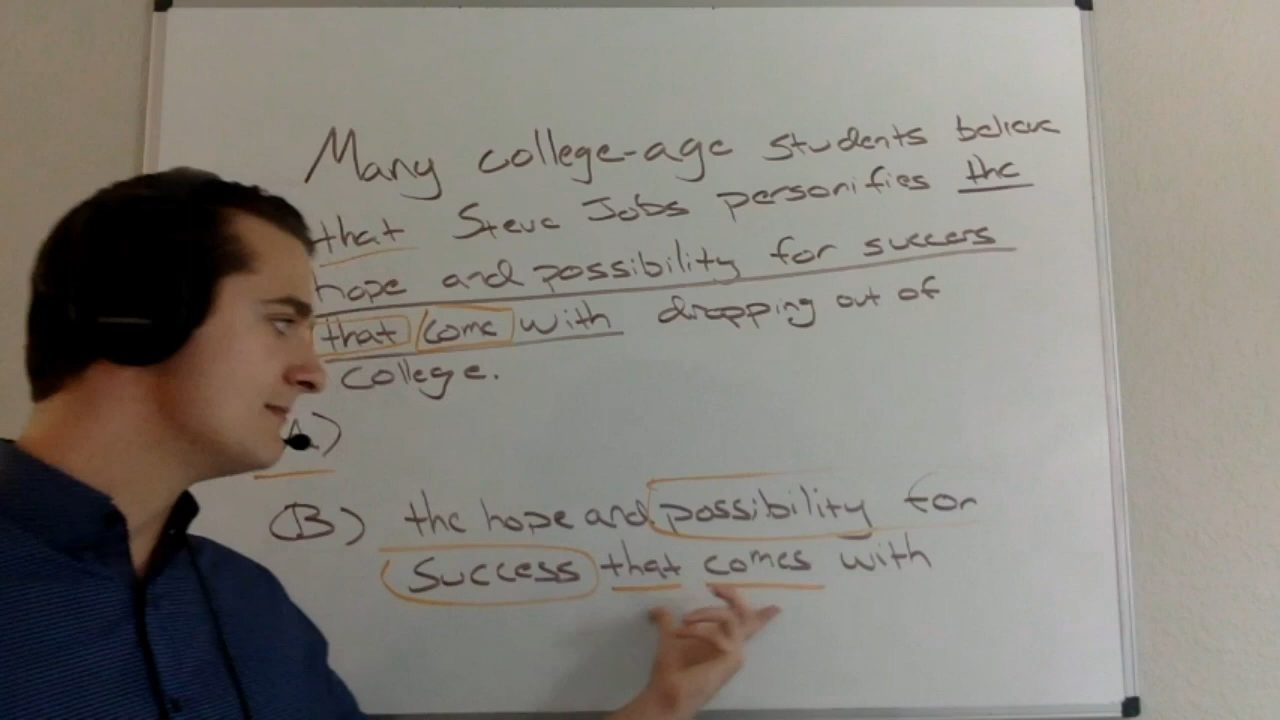 Many college-age students believe
that Steve Jobs personifies the
hope and possibility for success
that come with dropping out of
college.
A)
(B) the hope and possibility for
success that comes with